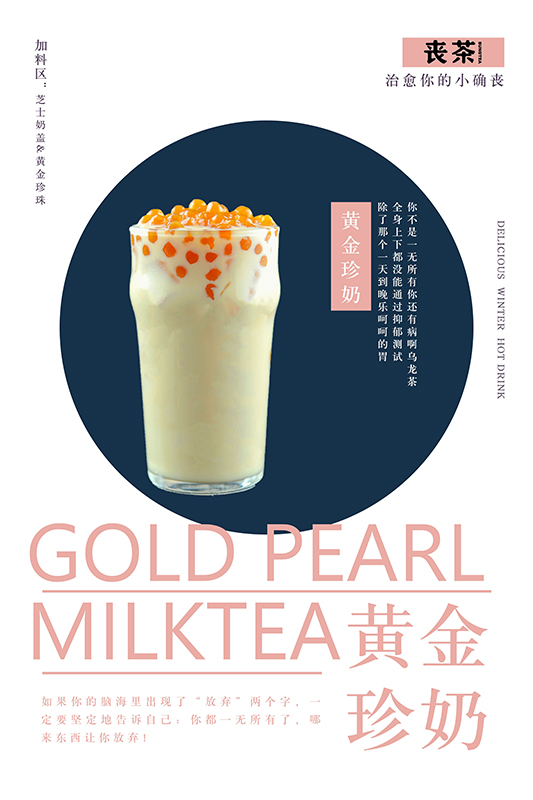 加料区：芝士奶盖&黄金珍珠
丧茶
治愈你的小确丧
你不是一无所有你还有病啊乌龙茶
全身上下都没能通过抑郁测试
除了那个一天到晚乐呵呵的胃
黄金珍奶
DELICIOUS WINTER HOT DRINK
GOLD PEARL
MILKTEA
黄金
珍奶
如果你的脑海里出现了“放弃”两个字，一
定要坚定地告诉自己：你都一无所有了，哪
来东西让你放弃！